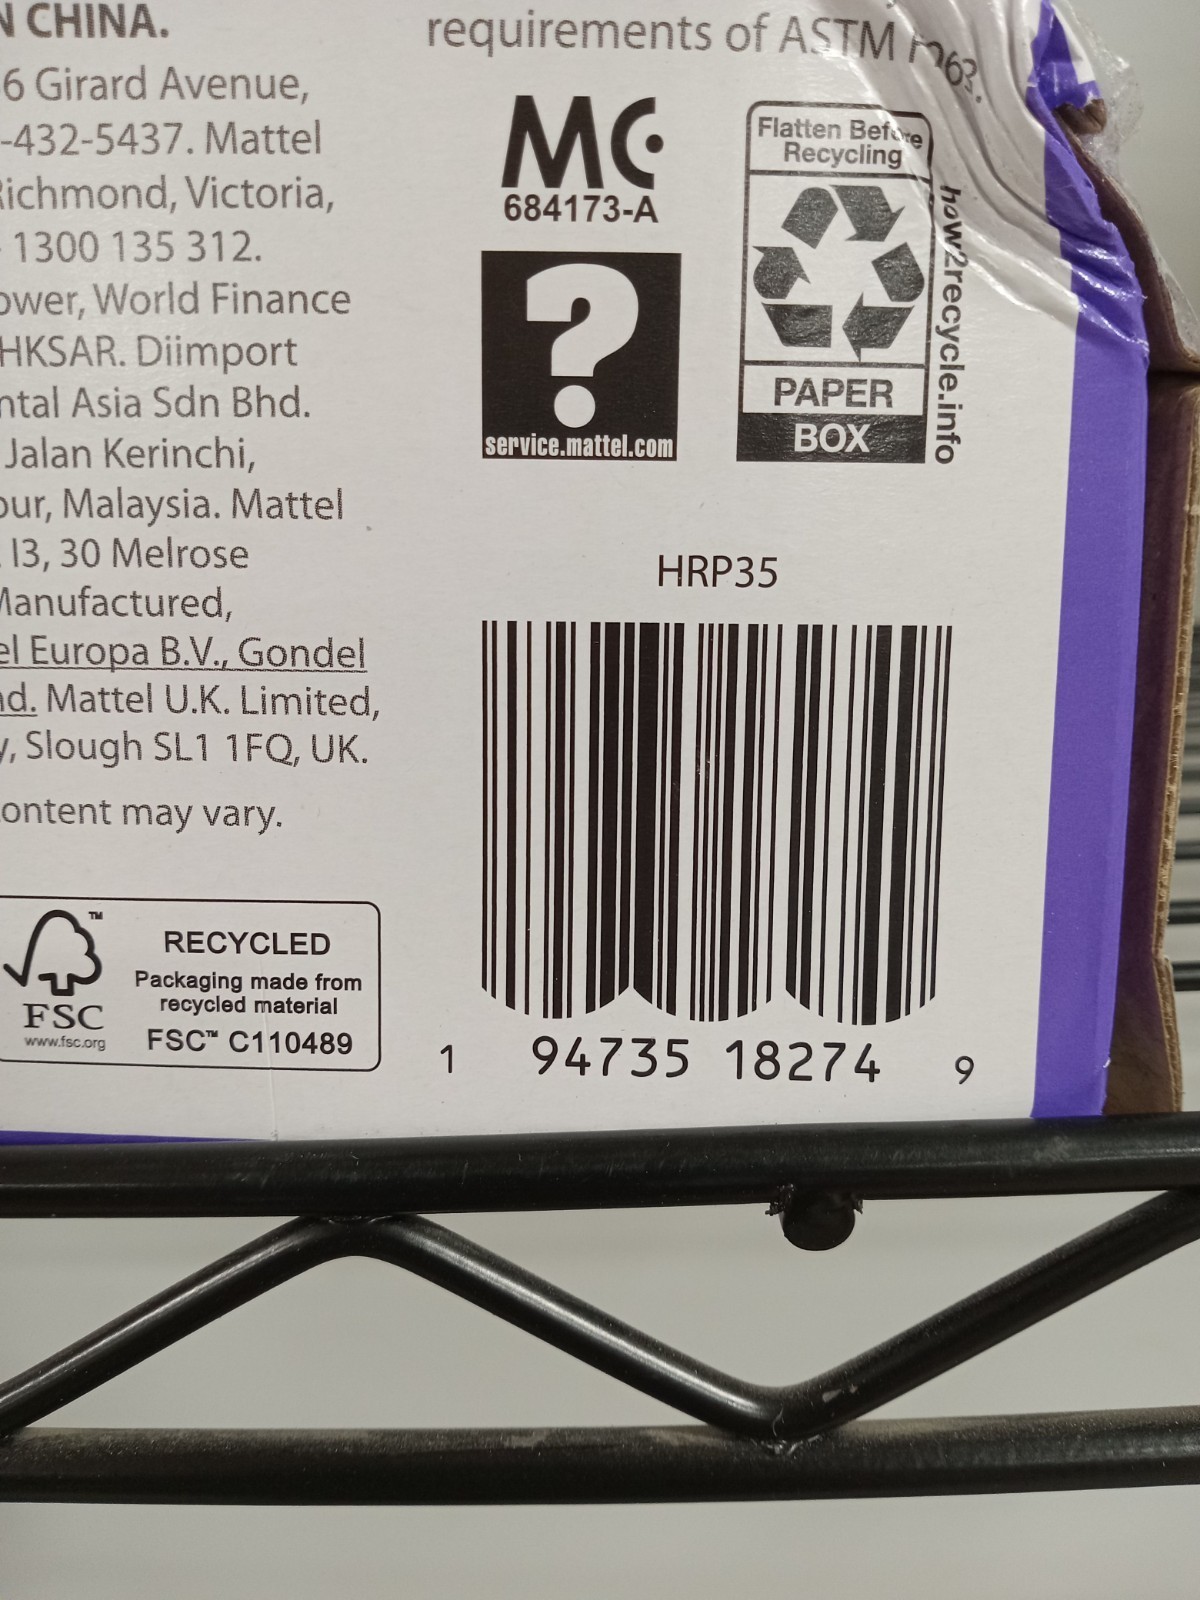 N CHINA.
6 Girard Avenue,
-432-5437. Mattel
Richmond, Victoria,
1300 135 312.
ower, World Finance
HKSAR. Diimport
ntal Asia Sdn Bhd.
Jalan Kerinchi,
our, Malaysia. Mattel
I3, 30 Melrose
Manufactured,
el Europa B.V., Gondel
nd. Mattel U.K. Limited,
y, Slough SL1 1FQ, UK.
ontent may vary.
TM
FSC
www.fsc.org
RECYCLED
Packaging made from
recycled material
FSC™ C110489
requirements of ASTM
MC
684173-A
?
service.mattel.com
Flatten Before
Recycling
PAPER
BOX
how2recycle.info
HRP35
1 94735 18274 9